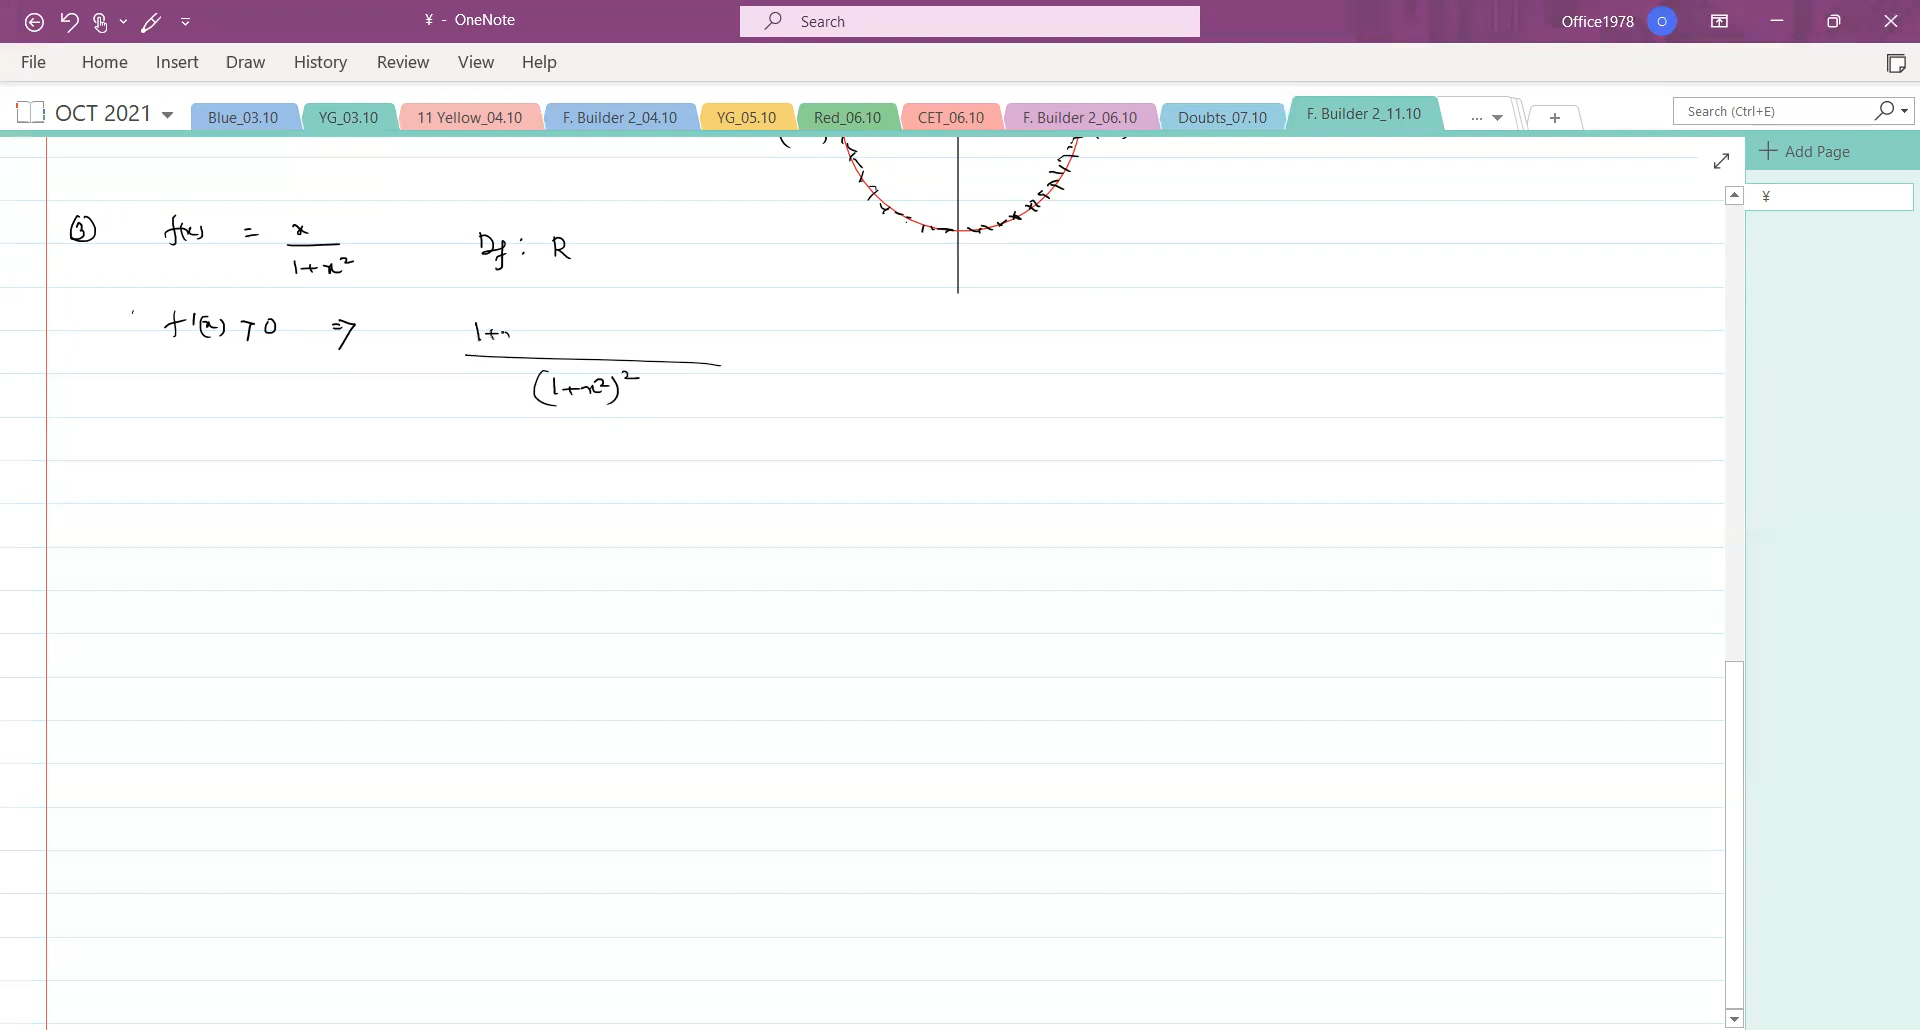 ¥ - OneNote
Search
Office1978
O
File Home Insert Draw History Review View Help
OCT 2021
Blue_03.10
YG_03.10
11 Yellow_04.10
F. Builder 2_04.10
YG_05.10
Red_06.10
CET_06.10
F. Builder 2_06.10
Doubts_07.10
F. Builder 2_11.10
...
Search (Ctrl+E)
Add Page
¥
③ f(x) = x / 1+x² Df : R
f'(x) > 0 ⇒ 1+ / (1+x²)²